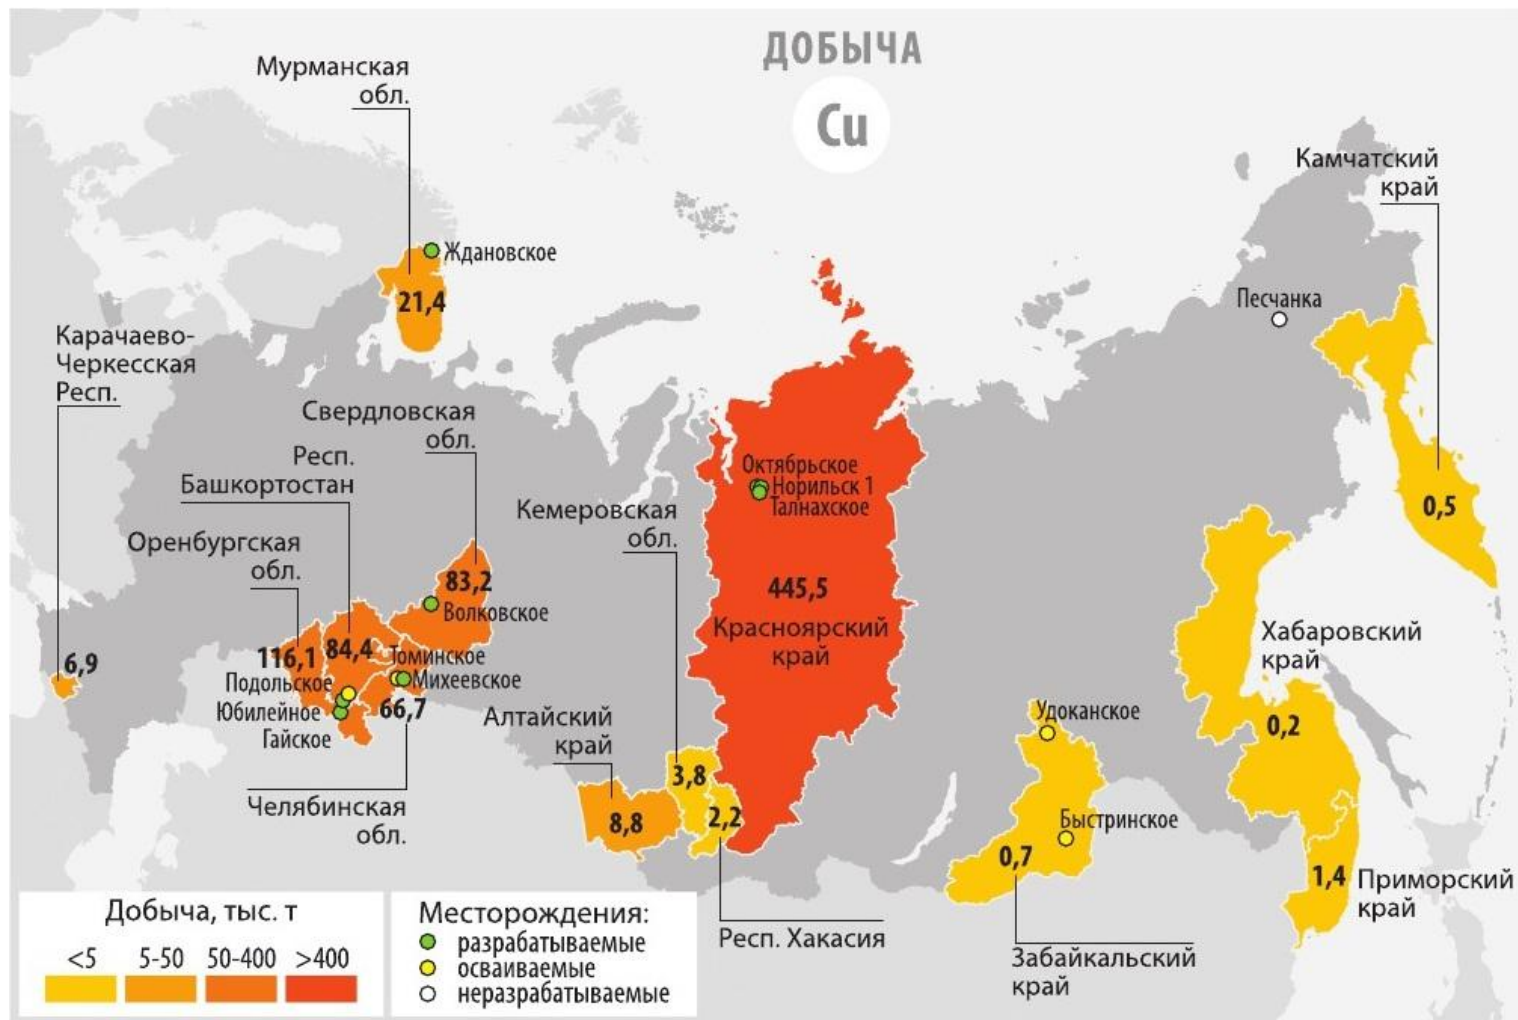 ДОБЫЧА
Cu
Мурманская
обл.
Камчатский
край
Ждановское
21,4
Песчанка
Карачаево-
Черкесская
Респ.
Свердловская
обл.
Респ.
Башкортостан
Октябрьское
Норильск 1
Талнахское
Кемеровская
обл.
0,5
Оренбургская
обл.
83,2
445,5
Волковское
Красноярский
край
Хабаровский
край
6,9
116,1
84,4
Томинское
Михеевское
Подольское
Юбилейное
Гайское
66,7
Алтайский
край
Удоканское
0,2
3,8
Челябинская
обл.
8,8
2,2
Быстринское
0,7
1,4
Приморский
край
Респ. Хакасия
Забайкальский
край
Добыча, тыс. т
<5 5-50 50-400 >400
Месторождения:
разрабатываемые
осваиваемые
неразрабатываемые